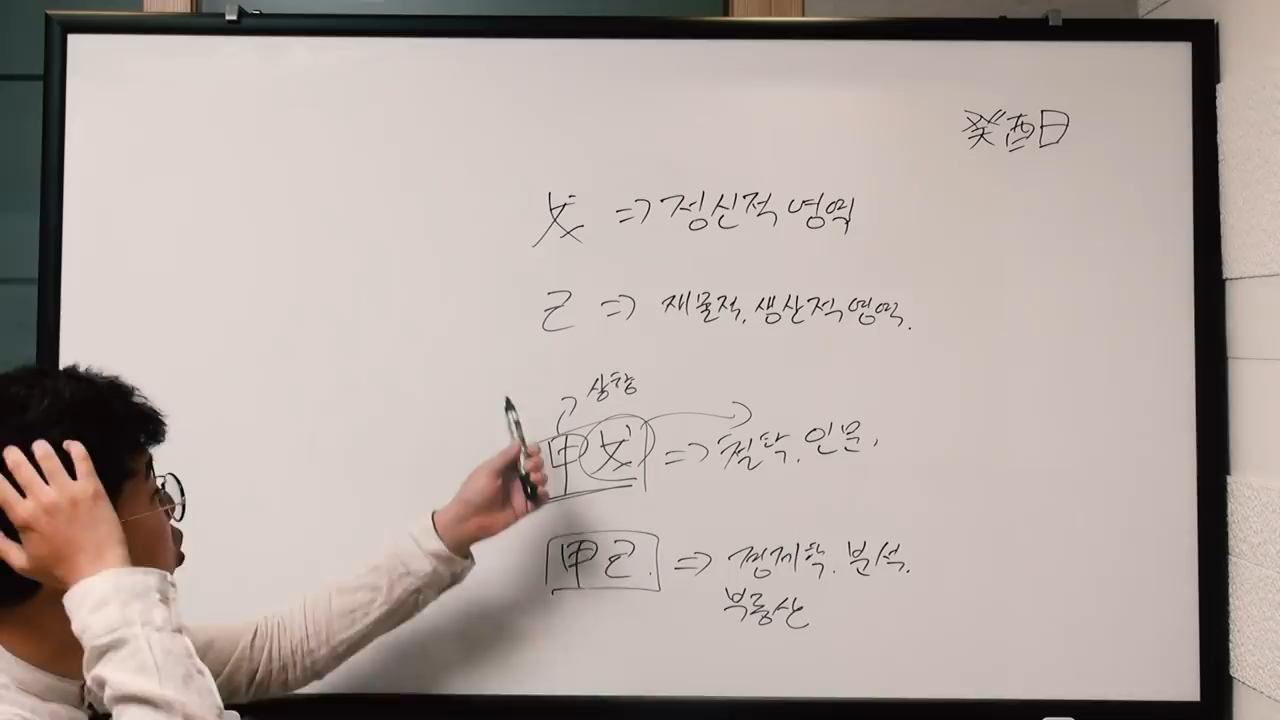 癸酉日
戊 => 정신적 영역
己 => 재물적, 생산적 영역.
상향
甲戊 => 철학, 인문,
甲己. => 경제학. 분석.
부동산